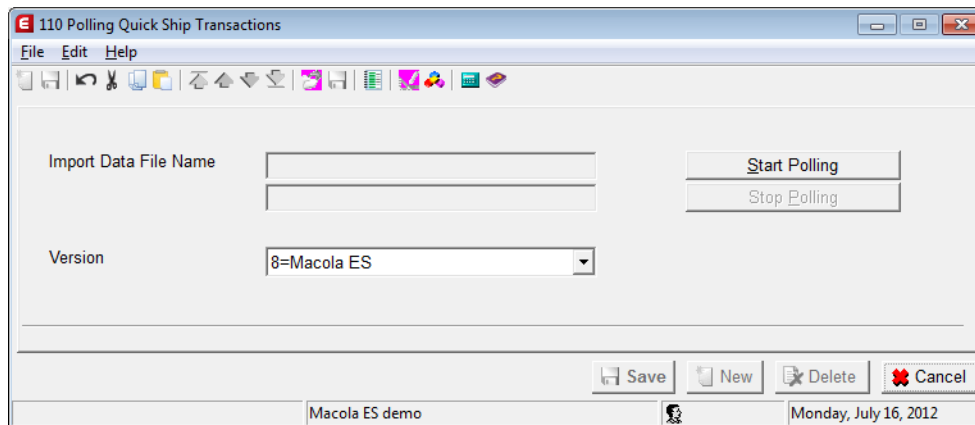 110 Polling Quick Ship Transactions
File Edit Help
Import Data File Name
Start Polling
Stop Polling
Version
8=Macola ES
Save New Delete Cancel
Macola ES demo Monday, July 16, 2012